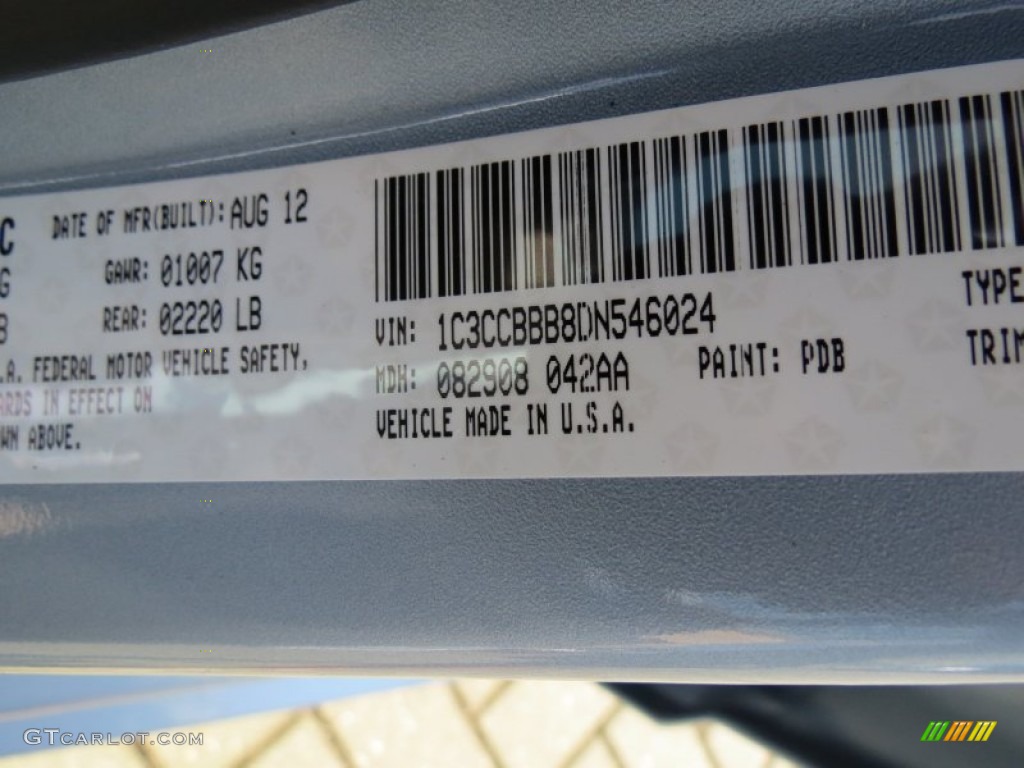 C
DATE OF MFR(BUILT): AUG 12
G
GAWR: 01007 KG
B
REAR: 02220 LB
.A. FEDERAL MOTOR VEHICLE SAFETY,
ARDS IN EFFECT ON
WN ABOVE.
VIN: 1C3CCBBB8DN546024
MDH: 082908 042AA
PAINT: PDB
VEHICLE MADE IN U.S.A.
TYPE
TRIM
GTCARLOT.COM